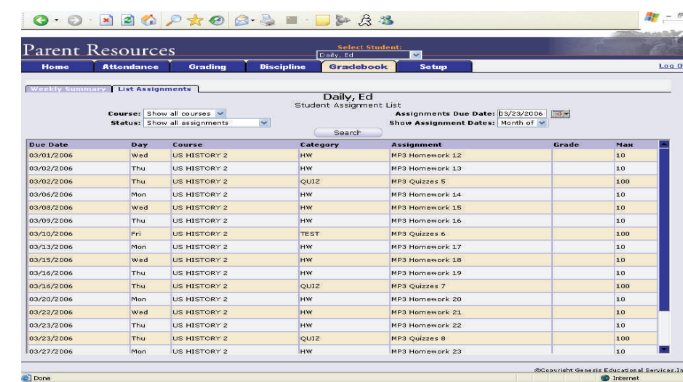 Parent Resources
Select Student:
Daily, Ed
Home Attendance Grading Discipline Gradebook Setup
Weekly Summary List Assignments
Daily, Ed
Student Assignment List
Course: Show all courses Assignments Due Date: 03/23/2006
Status: Show all assignments Show Assignment Dates: Month of
Search
Due Date Day Course Category Assignment Grade Max
03/01/2006 Wed US HISTORY 2 HW MP3 Homework 12 10
03/02/2006 Thu US HISTORY 2 HW MP3 Homework 13 10
03/02/2006 Thu US HISTORY 2 QUIZ MP3 Quizzes 5 100
03/06/2006 Mon US HISTORY 2 HW MP3 Homework 14 10
03/08/2006 Wed US HISTORY 2 HW MP3 Homework 15 10
03/09/2006 Thu US HISTORY 2 HW MP3 Homework 16 10
03/10/2006 Fri US HISTORY 2 TEST MP3 Quizzes 6 100
03/13/2006 Mon US HISTORY 2 HW MP3 Homework 17 10
03/15/2006 Wed US HISTORY 2 HW MP3 Homework 18 10
03/16/2006 Thu US HISTORY 2 HW MP3 Homework 19 10
03/16/2006 Thu US HISTORY 2 QUIZ MP3 Quizzes 7 100
03/20/2006 Mon US HISTORY 2 HW MP3 Homework 20 10
03/22/2006 Wed US HISTORY 2 HW MP3 Homework 21 10
03/23/2006 Thu US HISTORY 2 HW MP3 Homework 22 10
03/23/2006 Thu US HISTORY 2 QUIZ MP3 Quizzes 8 100
03/27/2006 Mon US HISTORY 2 HW MP3 Homework 23 10
©Copyright Genesis Educational Services,
Done Internet